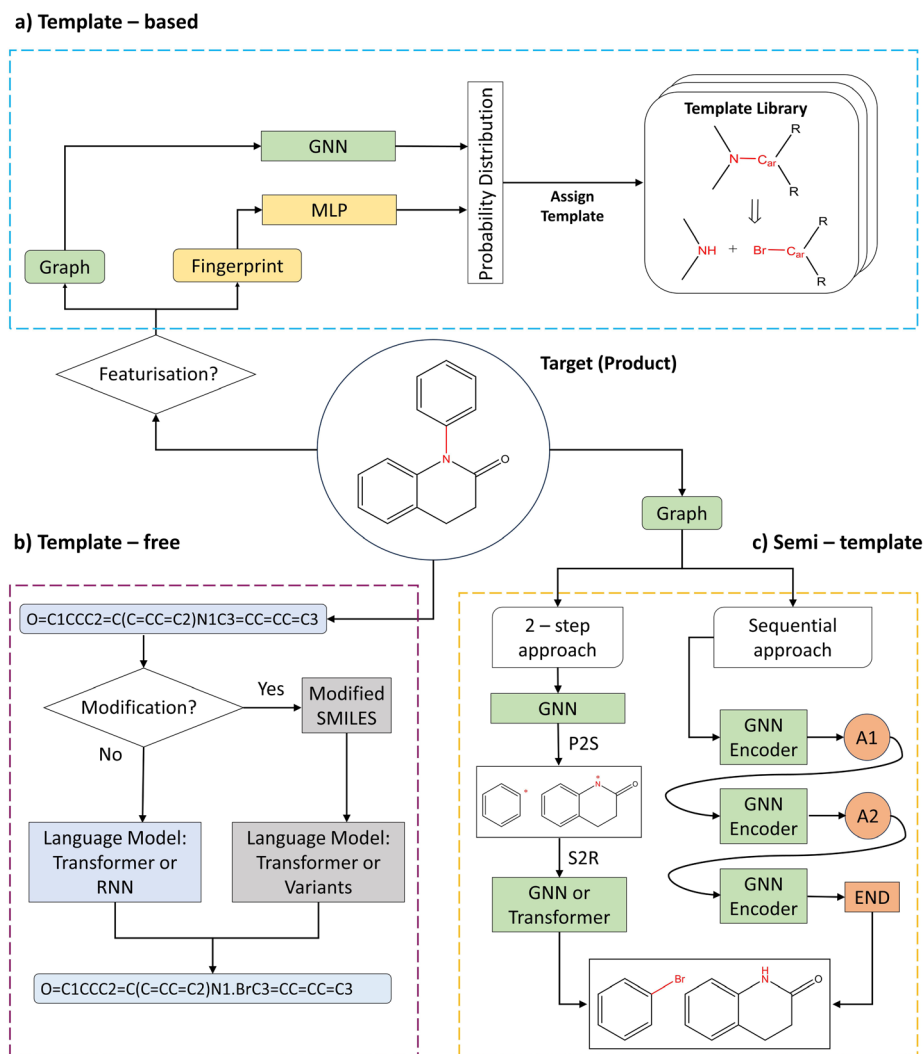 a) Template – based
GNN
MLP
Graph
Fingerprint
Probability Distribution
Assign
Template
Template Library
N
C
ar
R
R
⇓
NH
+
Br
C
ar
R
R
Featurisation?
Target (Product)
N
O
Graph
b) Template – free
c) Semi – template
O=C1CCC2=C(C=CC=C2)N1C3=CC=CC=C3
Modification?
Yes
No
Modified
SMILES
Language Model:
Transformer or
RNN
Language Model:
Transformer or
Variants
O=C1CCC2=C(C=CC=C2)N1.BrC3=CC=CC=C3
2 – step
approach
GNN
P2S
*
*
N
O
S2R
GNN or
Transformer
Sequential
approach
GNN
Encoder
A1
GNN
Encoder
A2
GNN
Encoder
END
Br
H
N
O